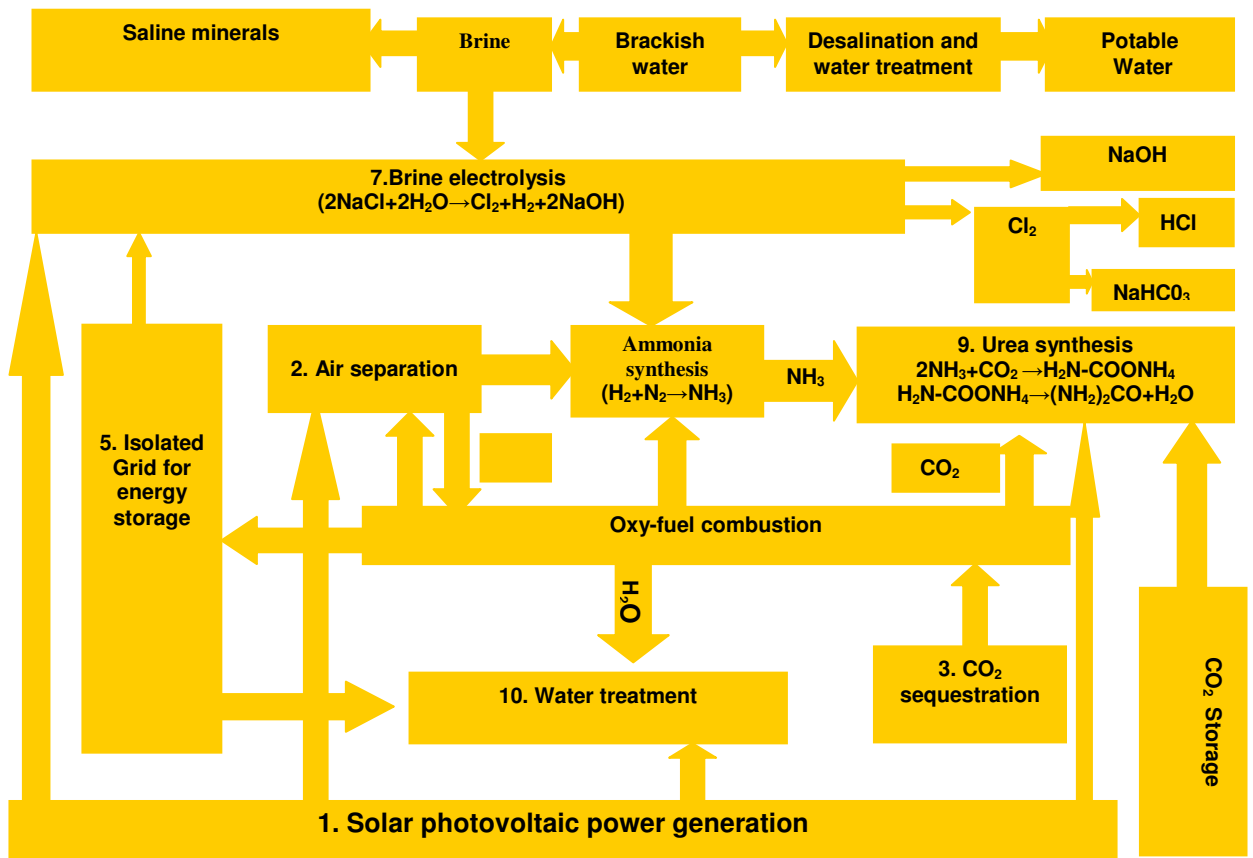 Saline minerals
Brine
Brackish
water
Desalination and
water treatment
Potable
Water
7.Brine electrolysis
(2NaCl+2H₂O→Cl₂+H₂+2NaOH)
NaOH
Cl₂
HCl
NaHC0₃
2. Air separation
Ammonia
synthesis
(H₂+N₂→NH₃)
NH₃
9. Urea synthesis
2NH₃+CO₂→H₂N-COONH₄
H₂N-COONH₄→(NH₂)₂CO+H₂O
5. Isolated
Grid for
energy
storage
CO₂
Oxy-fuel combustion
H₂O
3. CO₂
sequestration
10. Water treatment
CO₂ Storage
1. Solar photovoltaic power generation